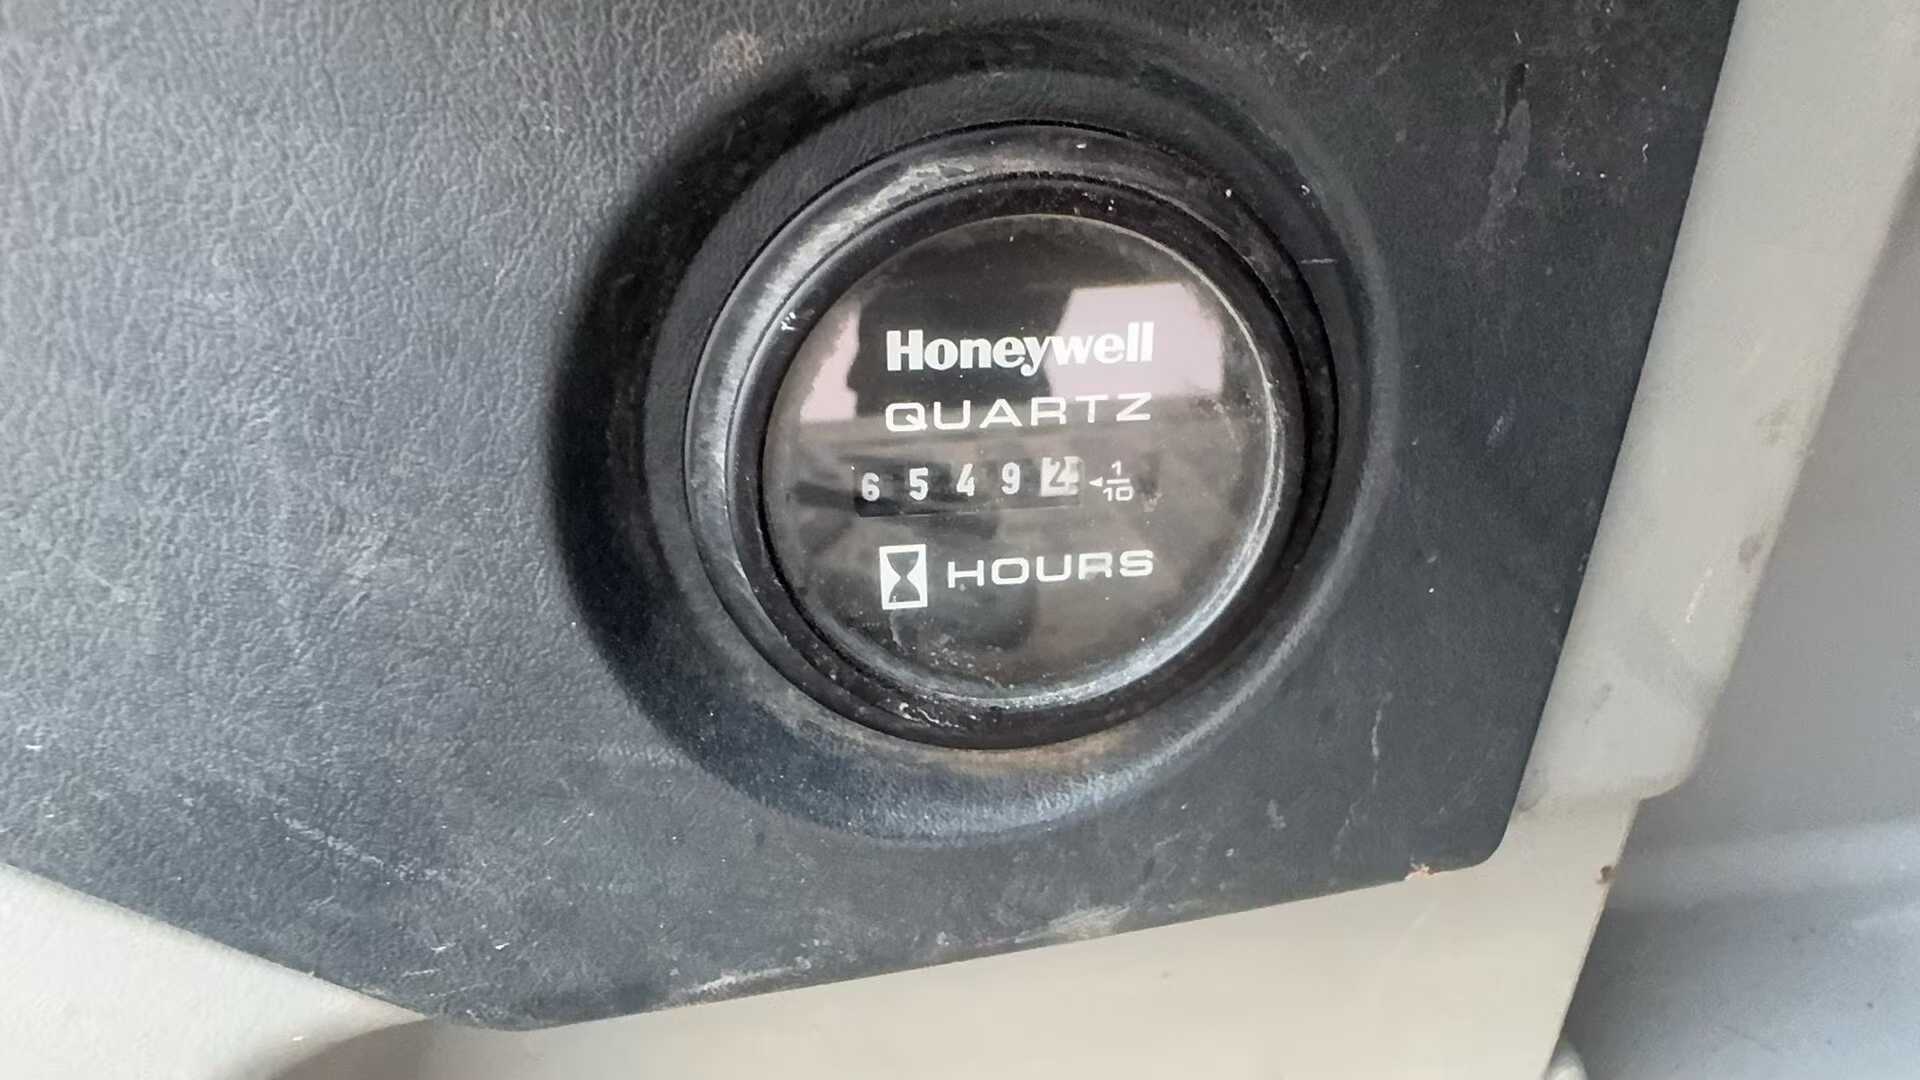 Honeywell
QUARTZ
6 5 4 9 2 1/10
HOURS